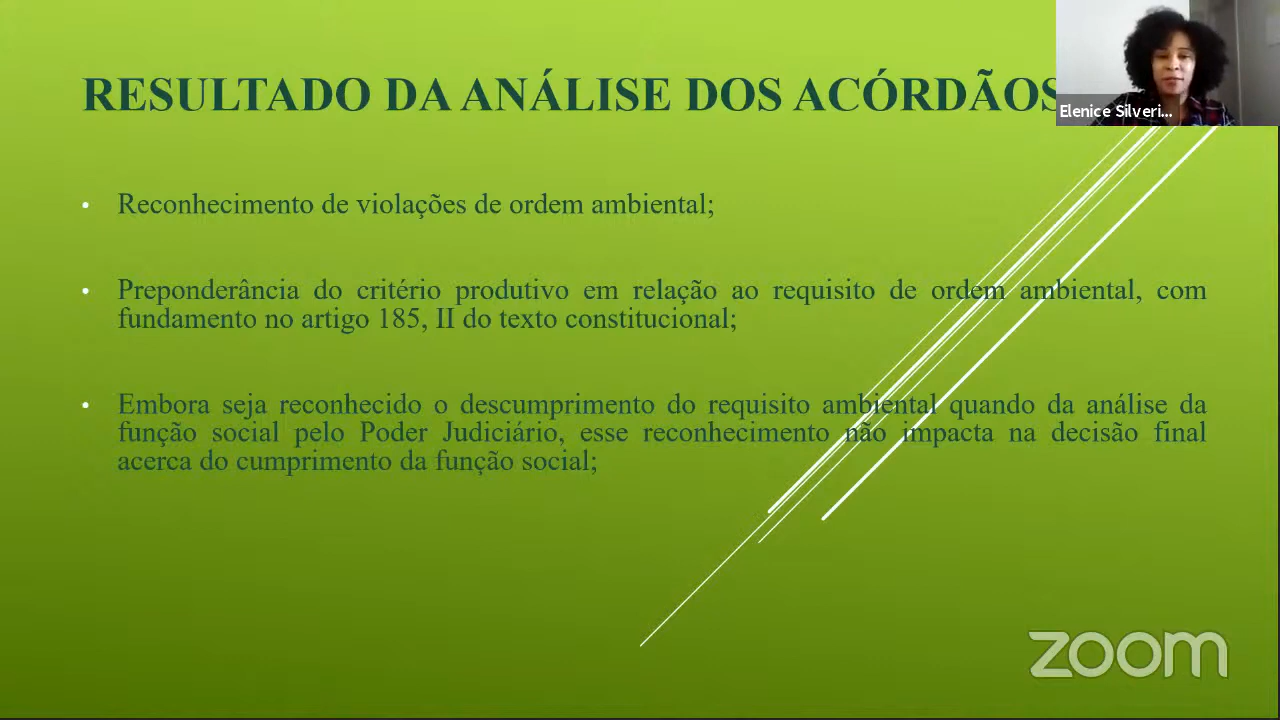 RESULTADO DA ANÁLISE DOS ACÓRDÃOS
Elenice Silveri...
• Reconhecimento de violações de ordem ambiental;
• Preponderância do critério produtivo em relação ao requisito de ordem ambiental, com
fundamento no artigo 185, II do texto constitucional;
• Embora seja reconhecido o descumprimento do requisito ambiental quando da análise da
função social pelo Poder Judiciário, esse reconhecimento não impacta na decisão final
acerca do cumprimento da função social;
zoom